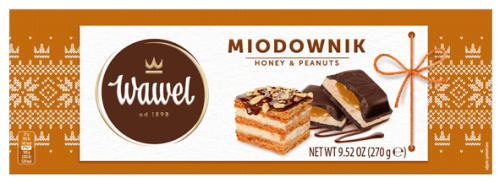 Wawel
od 1898
MIODOWNIK
HONEY & PEANUTS
NET WT 9.52 OZ (270 g ℮)